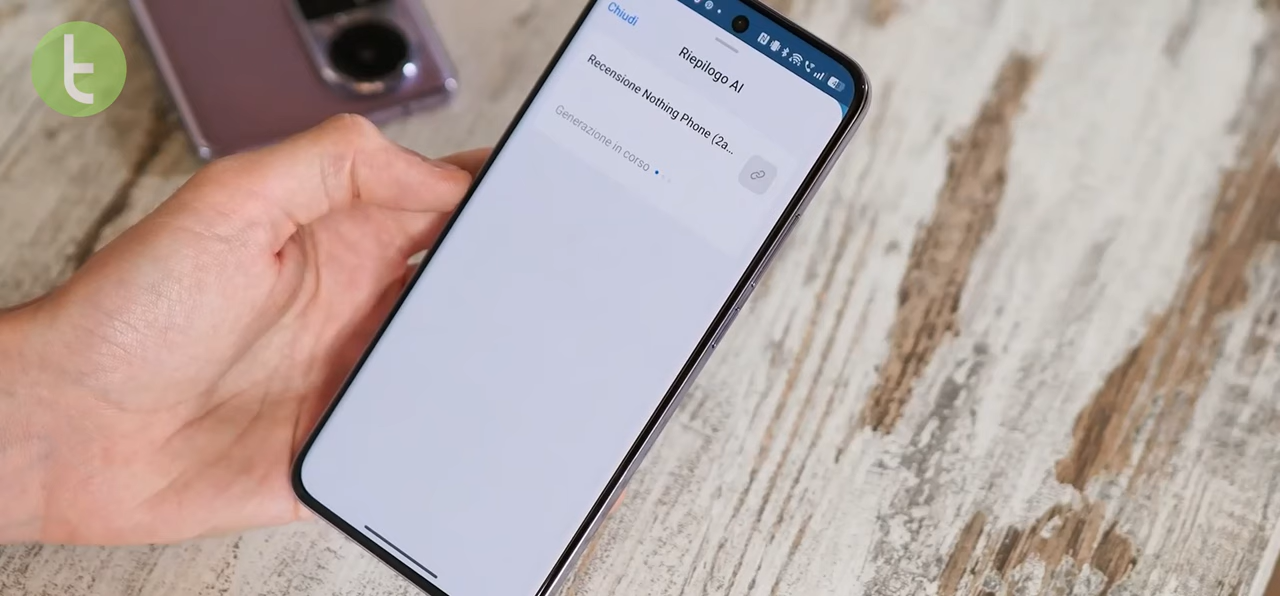 t
Chiudi
Riepilogo AI
Recensione Nothing Phone (2a...
Generazione in corso